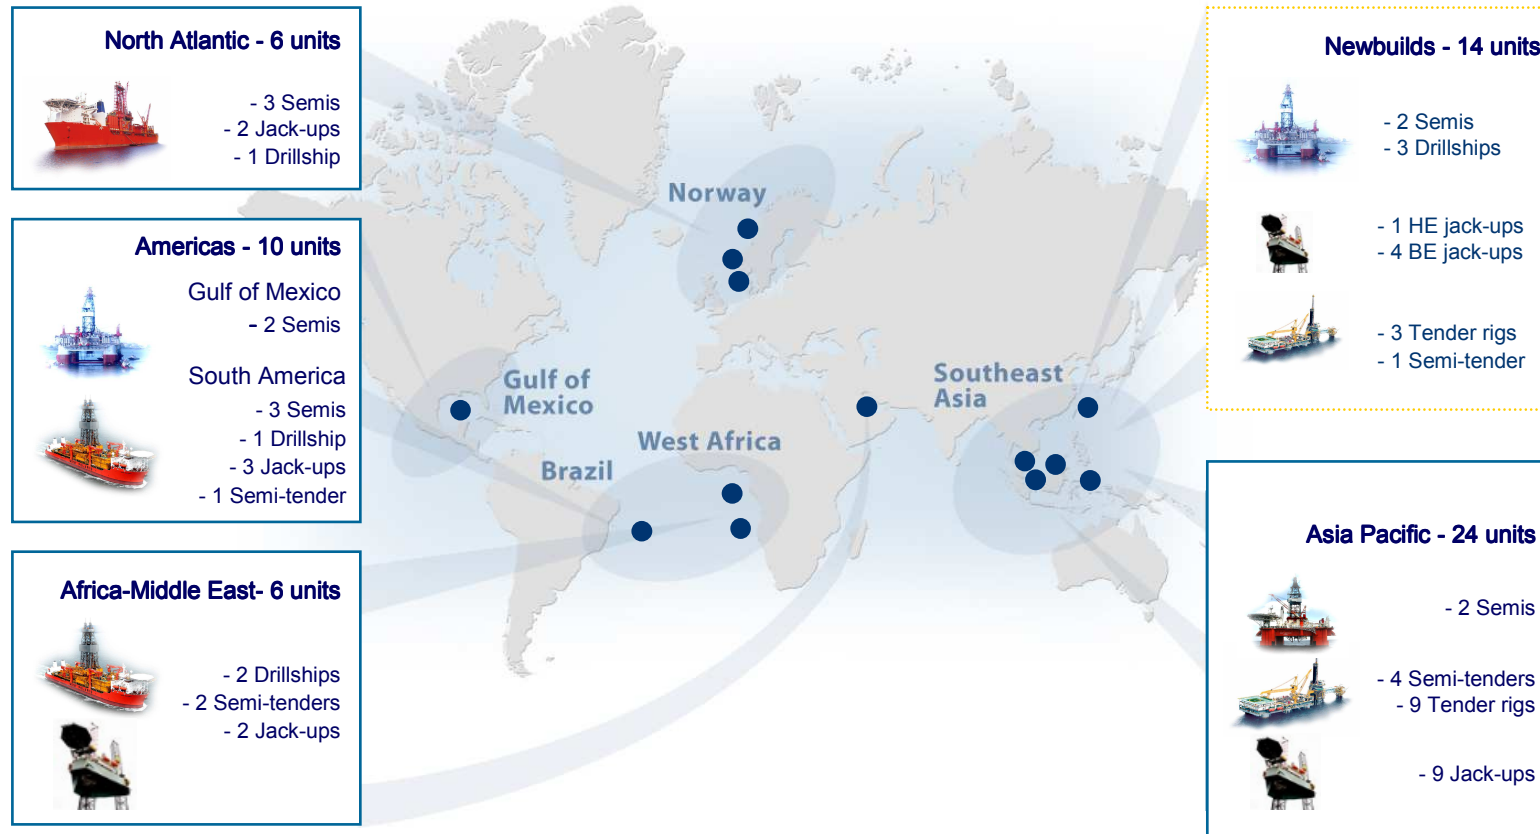 North Atlantic - 6 units
- 3 Semis
- 2 Jack-ups
- 1 Drillship
Americas - 10 units
Gulf of Mexico
- 2 Semis
South America
- 3 Semis
- 1 Drillship
- 3 Jack-ups
- 1 Semi-tender
Africa-Middle East- 6 units
- 2 Drillships
- 2 Semi-tenders
- 2 Jack-ups
Norway
Gulf of
Mexico
West Africa
Brazil
Southeast
Asia
Newbuilds - 14 units
- 2 Semis
- 3 Drillships
- 1 HE jack-ups
- 4 BE jack-ups
- 3 Tender rigs
- 1 Semi-tender
Asia Pacific - 24 units
- 2 Semis
- 4 Semi-tenders
- 9 Tender rigs
- 9 Jack-ups